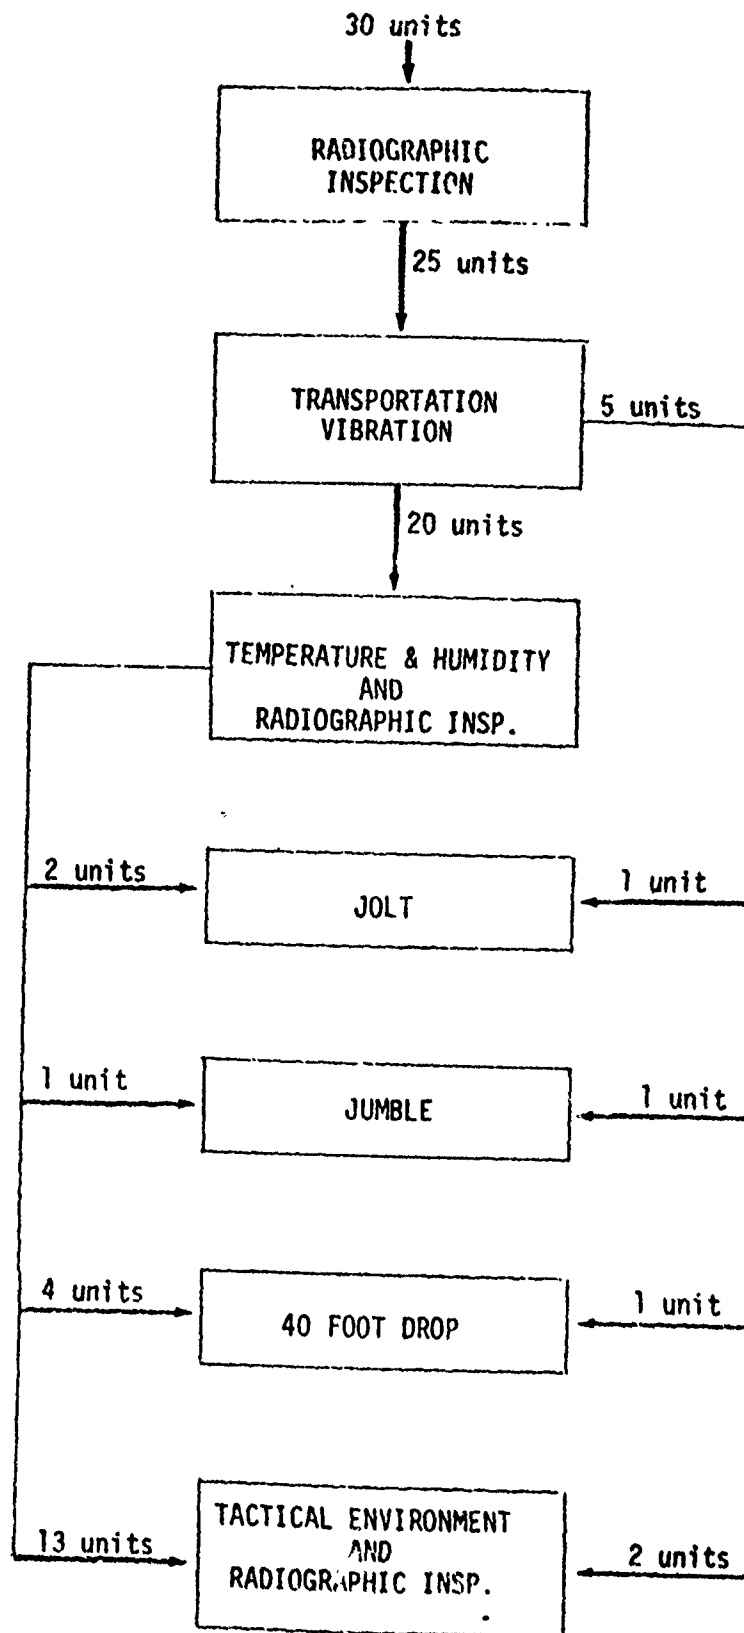 30 units
RADIOGRAPHIC
INSPECTION
25 units
TRANSPORTATION
VIBRATION
5 units
20 units
TEMPERATURE & HUMIDITY
AND
RADIOGRAPHIC INSP.
2 units
JOLT
1 unit
1 unit
JUMBLE
1 unit
4 units
40 FOOT DROP
1 unit
TACTICAL ENVIRONMENT
AND
RADIOGRAPHIC INSP.
13 units
2 units